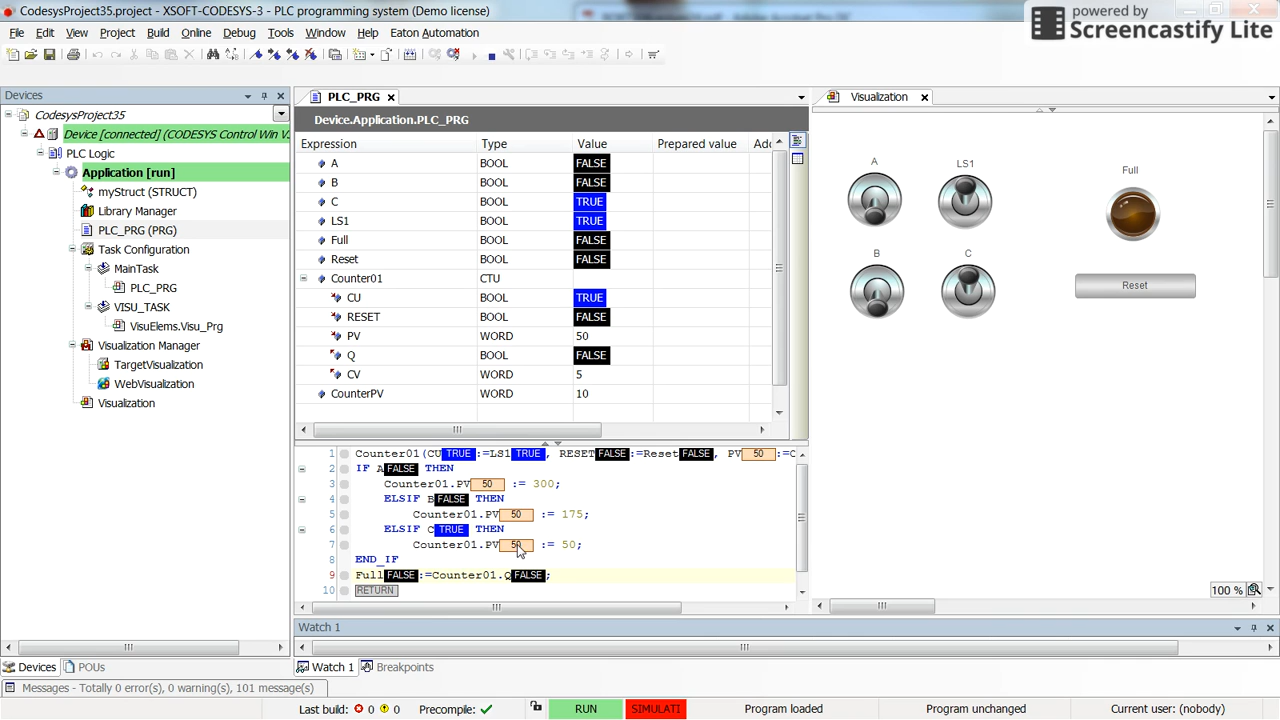 CodesysProject35.project - XSOFT-CODESYS-3 - PLC programming system (Demo license)
powered by
Screencastify Lite
File Edit View Project Build Online Debug Tools Window Help Eaton Automation
Devices
CodesysProject35
Device [connected] (CODESYS Control Win V.
PLC Logic
Application [run]
myStruct (STRUCT)
Library Manager
PLC_PRG (PRG)
Task Configuration
MainTask
PLC_PRG
VISU_TASK
VisuElems.Visu_Prg
Visualization Manager
TargetVisualization
WebVisualization
Visualization
Devices POUs
PLC_PRG
Device.Application.PLC_PRG
Expression Type Value Prepared value Add
A BOOL FALSE
B BOOL FALSE
C BOOL TRUE
LS1 BOOL TRUE
Full BOOL FALSE
Reset BOOL FALSE
Counter01 CTU
CU BOOL TRUE
RESET BOOL FALSE
PV WORD 50
Q BOOL FALSE
CV WORD 5
CounterPV WORD 10
1 Counter01(CU TRUE :=LS1 TRUE , RESET FALSE :=Reset FALSE , PV 50 :=C
2 IF A FALSE THEN
3 Counter01.PV 50 := 300;
4 ELSIF B FALSE THEN
5 Counter01.PV 50 := 175;
6 ELSIF C TRUE THEN
7 Counter01.PV 50 := 50;
8 END_IF
9 Full FALSE :=Counter01.Q FALSE ;
10 RETURN
Visualization
A LS1 Full
B C
Reset
100 %
Watch 1
Watch 1 Breakpoints
Messages - Totally 0 error(s), 0 warning(s), 101 message(s)
Last build: 0 0 Precompile: RUN SIMULATI Program loaded Program unchanged Current user: (nobody)